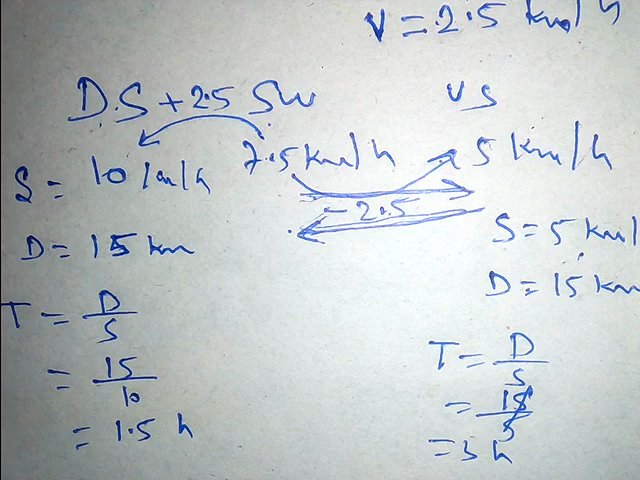 V = 2.5 km/h
D.S + 2.5 SW
US
7.5 km/h
5 km/h
S = 10 km/h
- 2.5
S = 5 km/
D = 15 km
D = 15 km
T = D/S
T = D/S
= 15/10
= 15/5
= 1.5 h
= 3 h